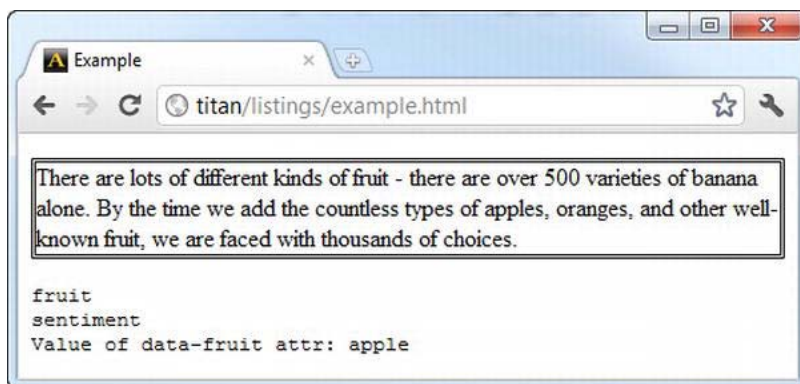 Example
titan/listings/example.html
There are lots of different kinds of fruit - there are over 500 varieties of banana
alone. By the time we add the countless types of apples, oranges, and other well-
known fruit, we are faced with thousands of choices.
fruit
sentiment
Value of data-fruit attr: apple